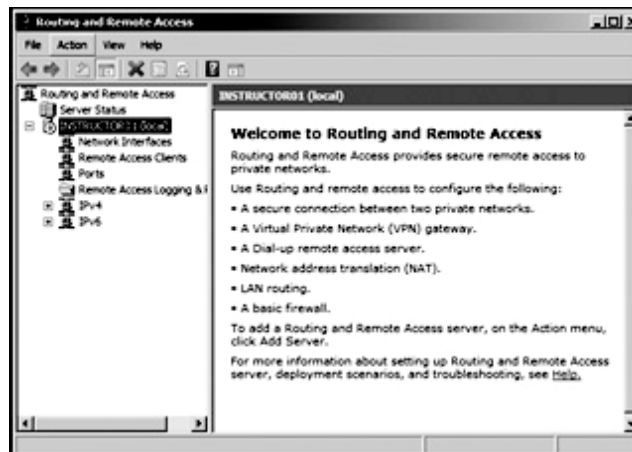 Routing and Remote Access
File Action View Help
Routing and Remote Access
Server Status
INSTRUCTOR01 (local)
Network Interfaces
Remote Access Clients
Ports
Remote Access Logging &
IPv4
IPv6
INSTRUCTOR01 (local)
Welcome to Routing and Remote Access
Routing and Remote Access provides secure remote access to
private networks.
Use Routing and remote access to configure the following:
▪ A secure connection between two private networks.
▪ A Virtual Private Network (VPN) gateway.
▪ A Dial-up remote access server.
▪ Network address translation (NAT).
▪ LAN routing.
▪ A basic firewall.
To add a Routing and Remote Access server, on the Action menu,
click Add Server.
For more information about setting up Routing and Remote Access
server, deployment scenarios, and troubleshooting, see Help.